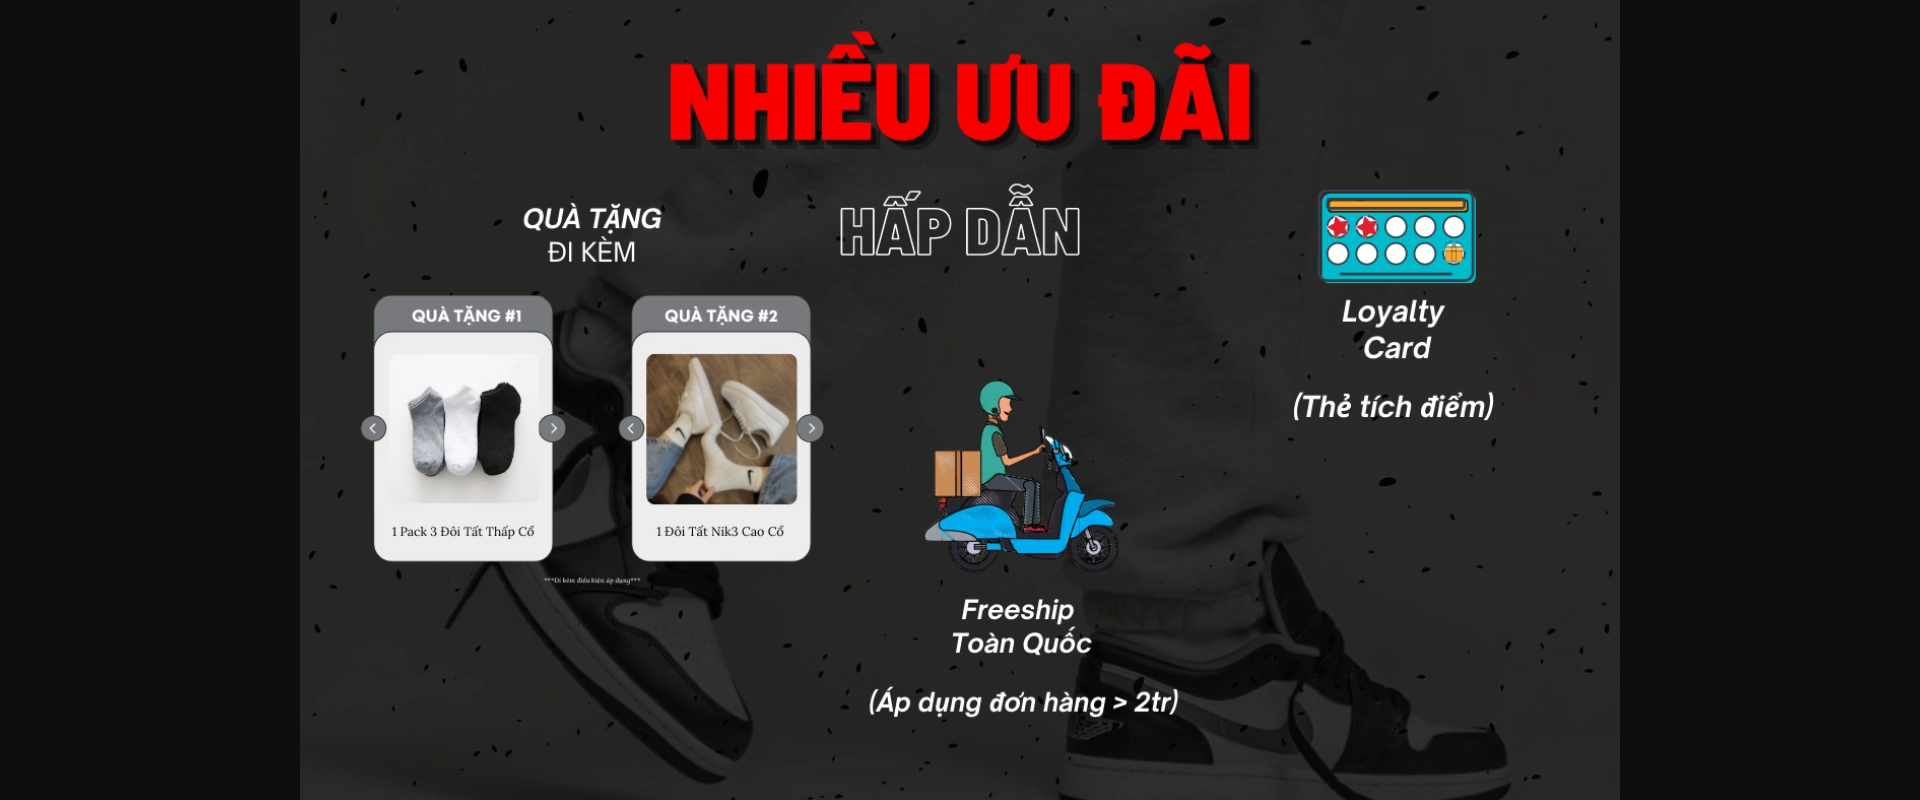 NHIỀU ƯU ĐÃI
HẤP DẪN
QUÀ TẶNG
ĐI KÈM
QUÀ TẶNG #1
1 Pack 3 Đôi Tất Thấp Cổ
QUÀ TẶNG #2
1 Đôi Tất Nik3 Cao Cổ
***Đi kèm điều kiện áp dụng***
Freeship
Toàn Quốc
(Áp dụng đơn hàng > 2tr)
Loyalty
Card
(Thẻ tích điểm)